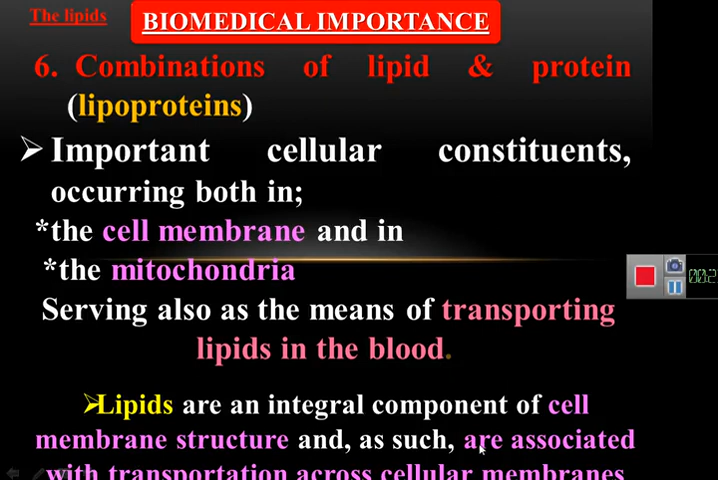 The lipids
BIOMEDICAL IMPORTANCE
6. Combinations of lipid & protein
(lipoproteins)
➢ Important cellular constituents,
occurring both in;
*the cell membrane and in
*the mitochondria
Serving also as the means of transporting
lipids in the blood.
➢Lipids are an integral component of cell
membrane structure and, as such, are associated
with transportation across cellular membranes